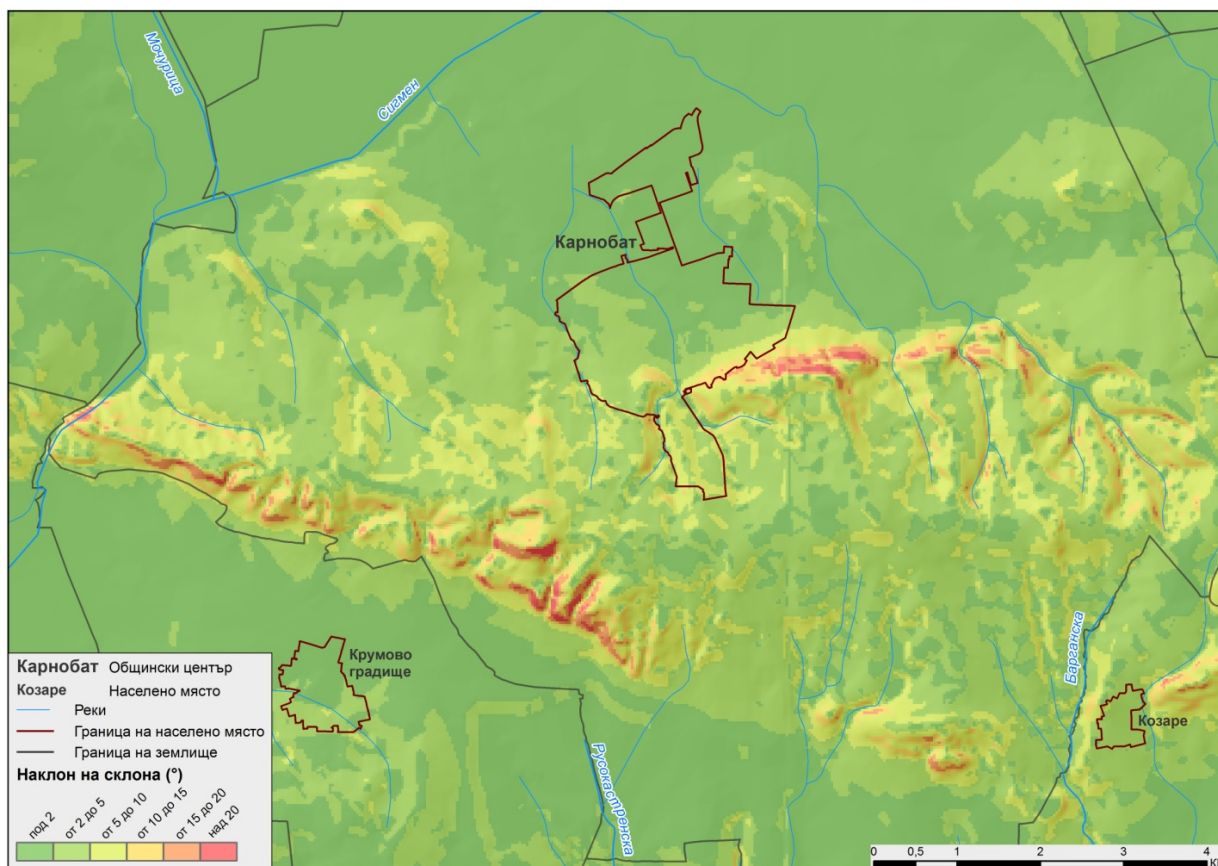 Мочурица
Сигмен
Карнобат
Крумово
градище
Барганска
Козаре
Русокастренска
Карнобат Общински център
Козаре Населено място
Реки
Граница на населено място
Граница на землище
Наклон на склона (°)
под 2
от 2 до 5
от 5 до 10
от 10 до 15
от 15 до 20
над 20
0 0,5 1 2 3 4